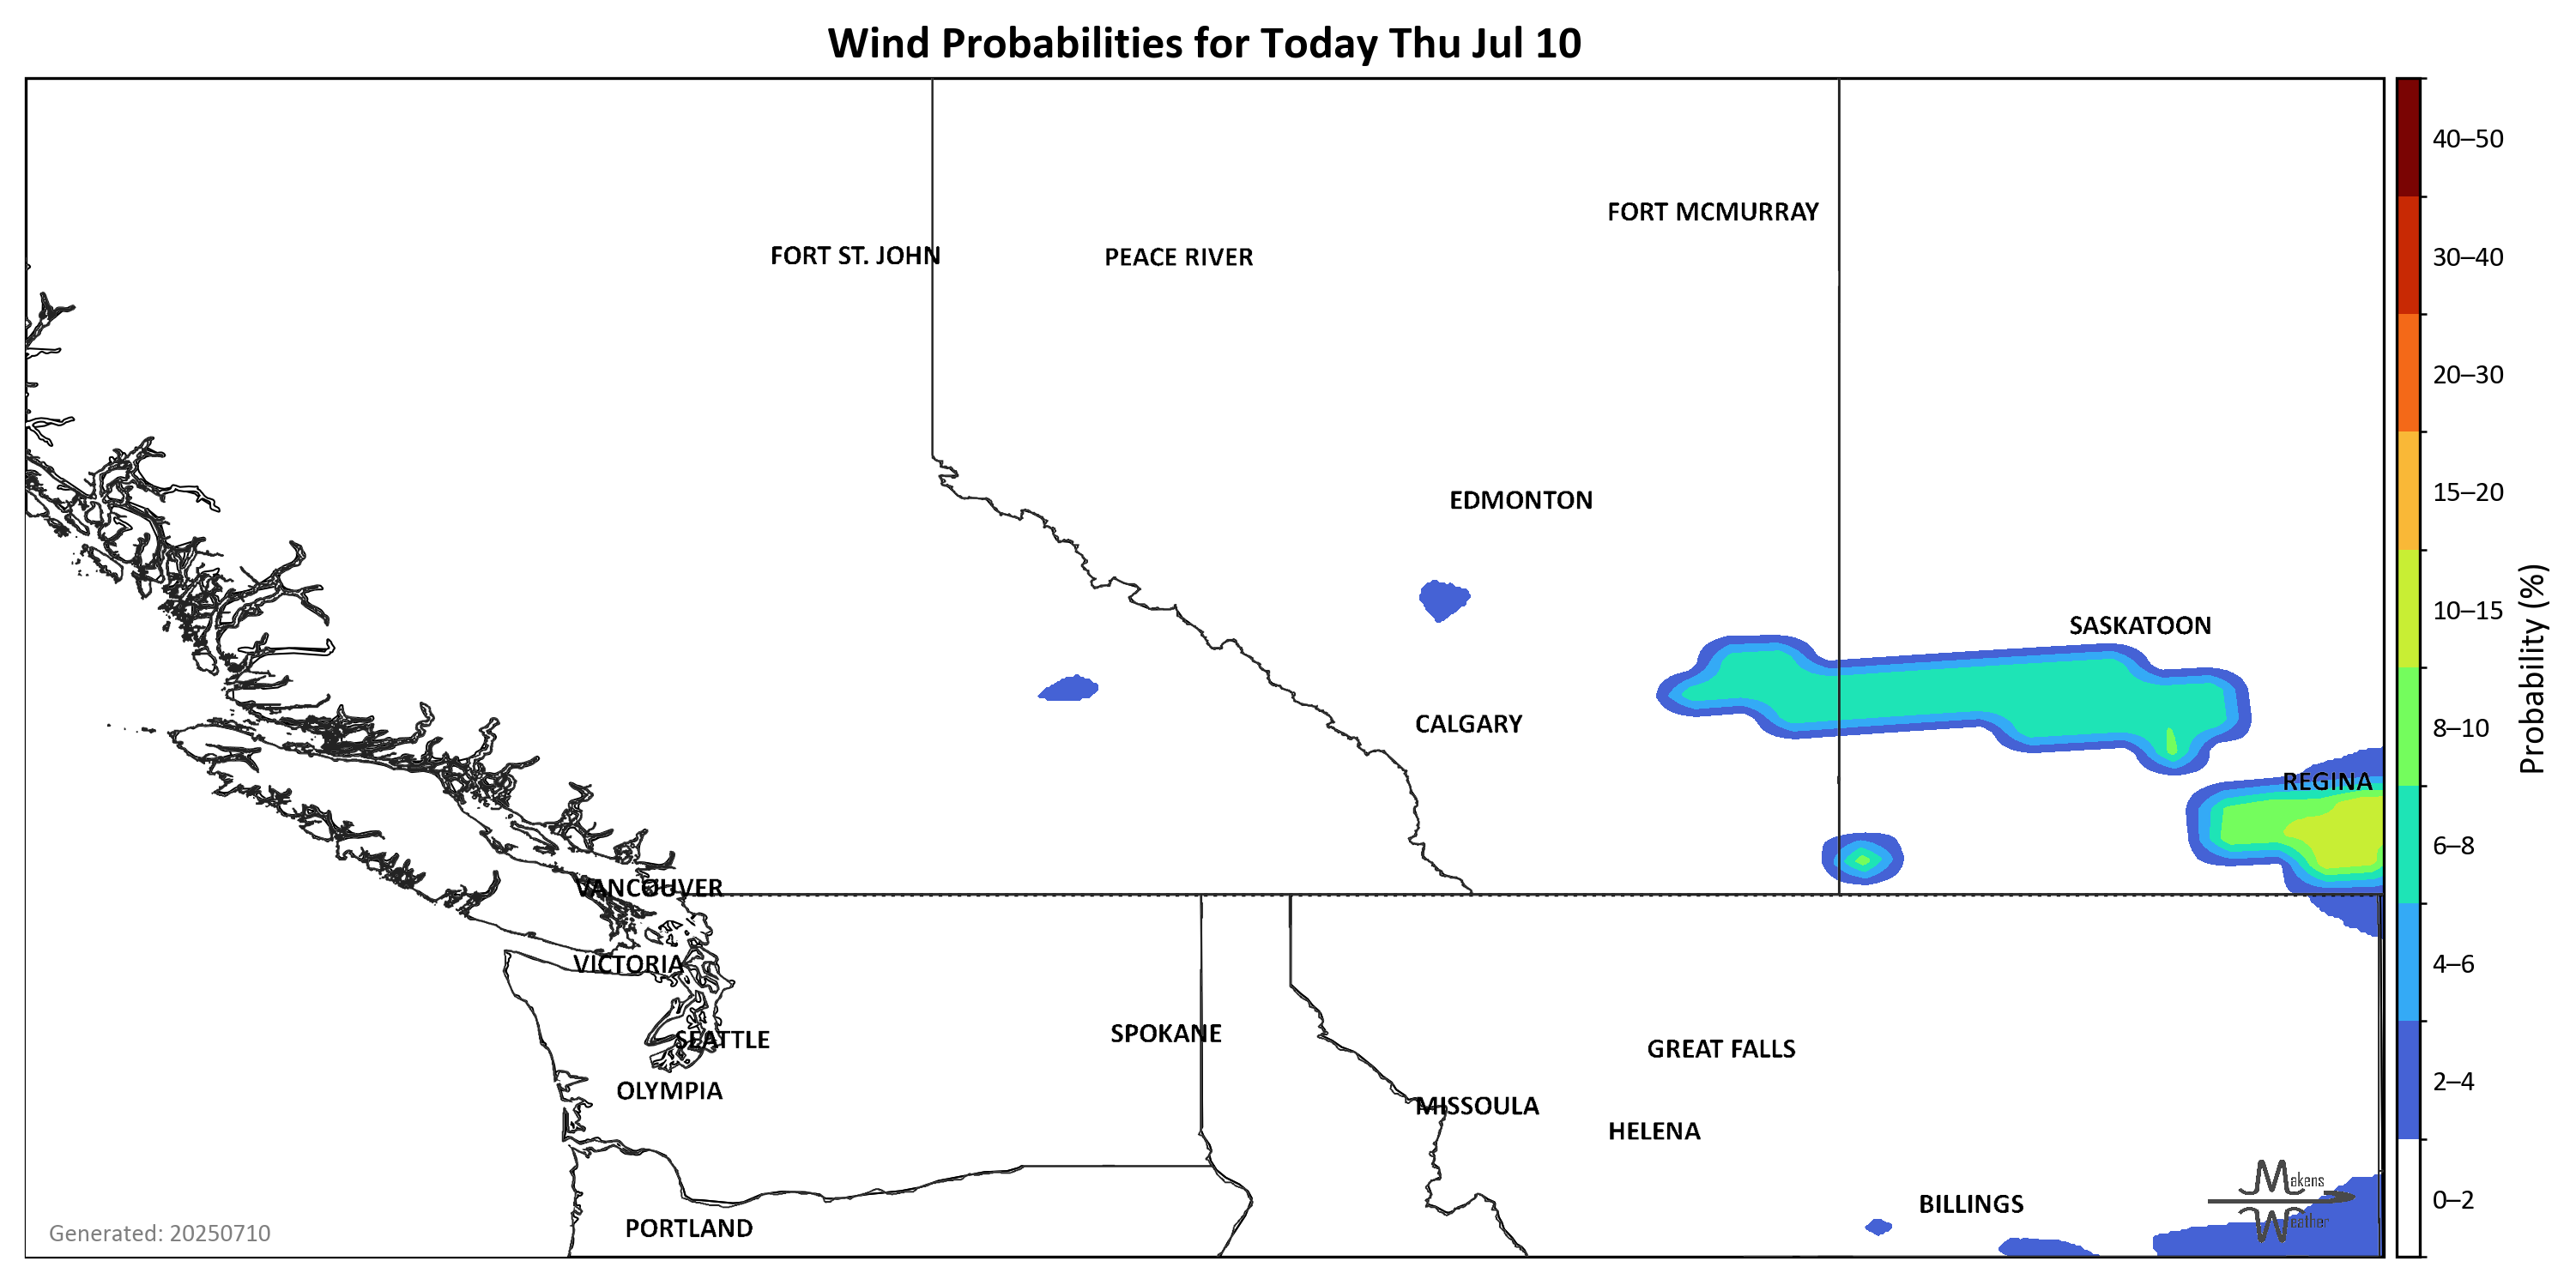 Wind Probabilities for Today Thu Jul 10
FORT MCMURRAY
FORT ST. JOHN
PEACE RIVER
EDMONTON
SASKATOON
CALGARY
REGINA
VANCOUVER
VICTORIA
SPOKANE
SEATTLE
GREAT FALLS
OLYMPIA
MISSOULA
HELENA
BILLINGS
PORTLAND
Makens
Weather
Generated: 20250710
40–50
30–40
20–30
15–20
10–15
8–10
6–8
4–6
2–4
0–2
Probability (%)